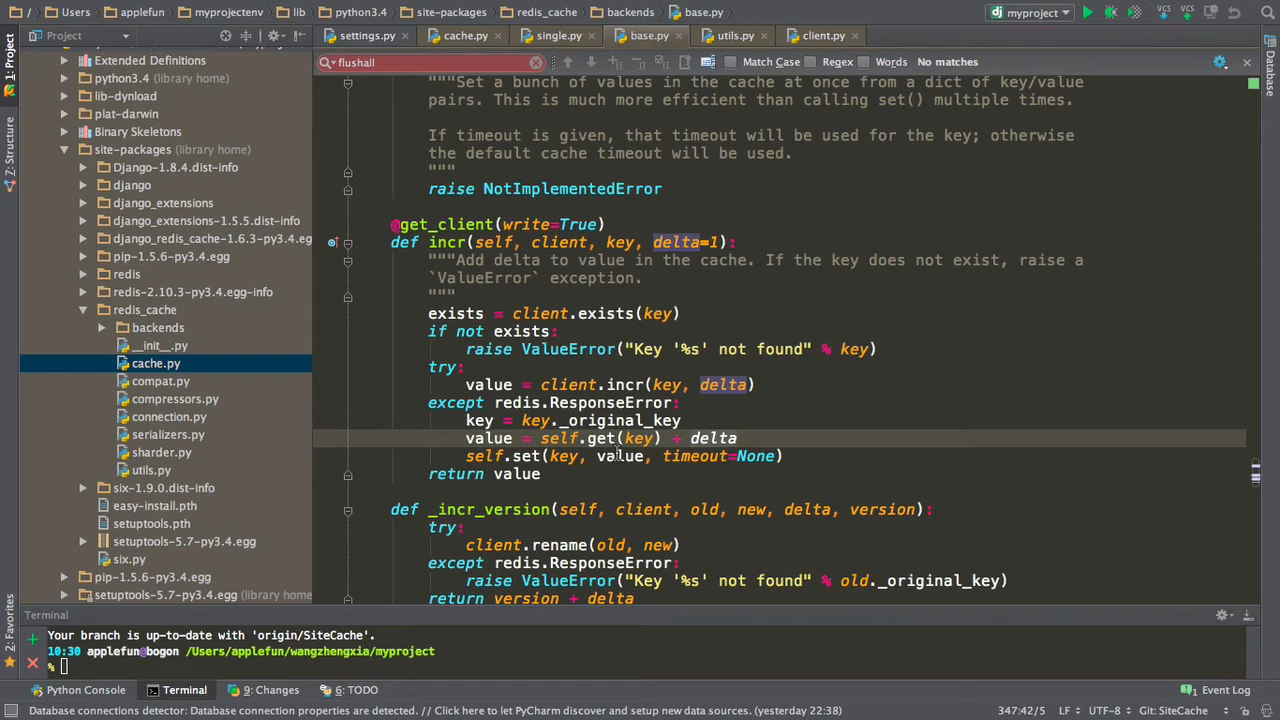 / Users applefun myprojectenv lib python3.4 site-packages redis_cache backends base.py myproject VCS VCS
Project settings.py cache.py single.py base.py utils.py client.py
flushall Match Case Regex Words No matches
Extended Definitions
python3.4 (library home)
lib-dynload
plat-darwin
Binary Skeletons
site-packages (library home)
Django-1.8.4.dist-info
django
django_extensions
django_extensions-1.5.5.dist-info
django_redis_cache-1.6.3-py3.4.eg
pip-1.5.6-py3.4.egg
redis
redis-2.10.3-py3.4.egg-info
redis_cache
backends
__init__.py
cache.py
compat.py
compressors.py
connection.py
serializers.py
sharder.py
utils.py
six-1.9.0.dist-info
easy-install.pth
setuptools.pth
setuptools-5.7-py3.4.egg
six.py
pip-1.5.6-py3.4.egg
setuptools-5.7-py3.4.egg (library home)
1: Project
7: Structure
2: Favorites
Database
"""Set a bunch of values in the cache at once from a dict of key/value
pairs. This is much more efficient than calling set() multiple times.
If timeout is given, that timeout will be used for the key; otherwise
the default cache timeout will be used.
"""
raise NotImplementedError
@get_client(write=True)
def incr(self, client, key, delta=1):
"""Add delta to value in the cache. If the key does not exist, raise a
`ValueError` exception.
"""
exists = client.exists(key)
if not exists:
raise ValueError("Key '%s' not found" % key)
try:
value = client.incr(key, delta)
except redis.ResponseError:
key = key._original_key
value = self.get(key) + delta
self.set(key, value, timeout=None)
return value
def _incr_version(self, client, old, new, delta, version):
try:
client.rename(old, new)
except redis.ResponseError:
raise ValueError("Key '%s' not found" % old._original_key)
return version + delta
Terminal
Your branch is up-to-date with 'origin/SiteCache'.
10:30 applefun@bogon /Users/applefun/wangzhengxia/myproject
%
Python Console Terminal 9: Changes 6: TODO 1 Event Log
Database connections detector: Database connection properties are detected. // Click here to let PyCharm discover and setup new data sources. (yesterday 22:38) 347:42/5 LF UTF-8 Git: SiteCache